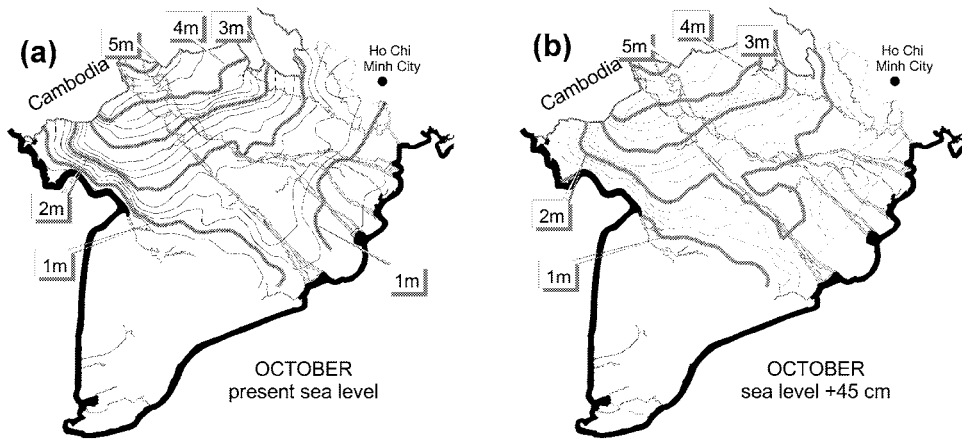 (a)
Cambodia
5m
4m
3m
Ho Chi
Minh City
2m
1m
1m
OCTOBER
present sea level
(b)
Cambodia
5m
4m
3m
Ho Chi
Minh City
2m
1m
OCTOBER
sea level +45 cm